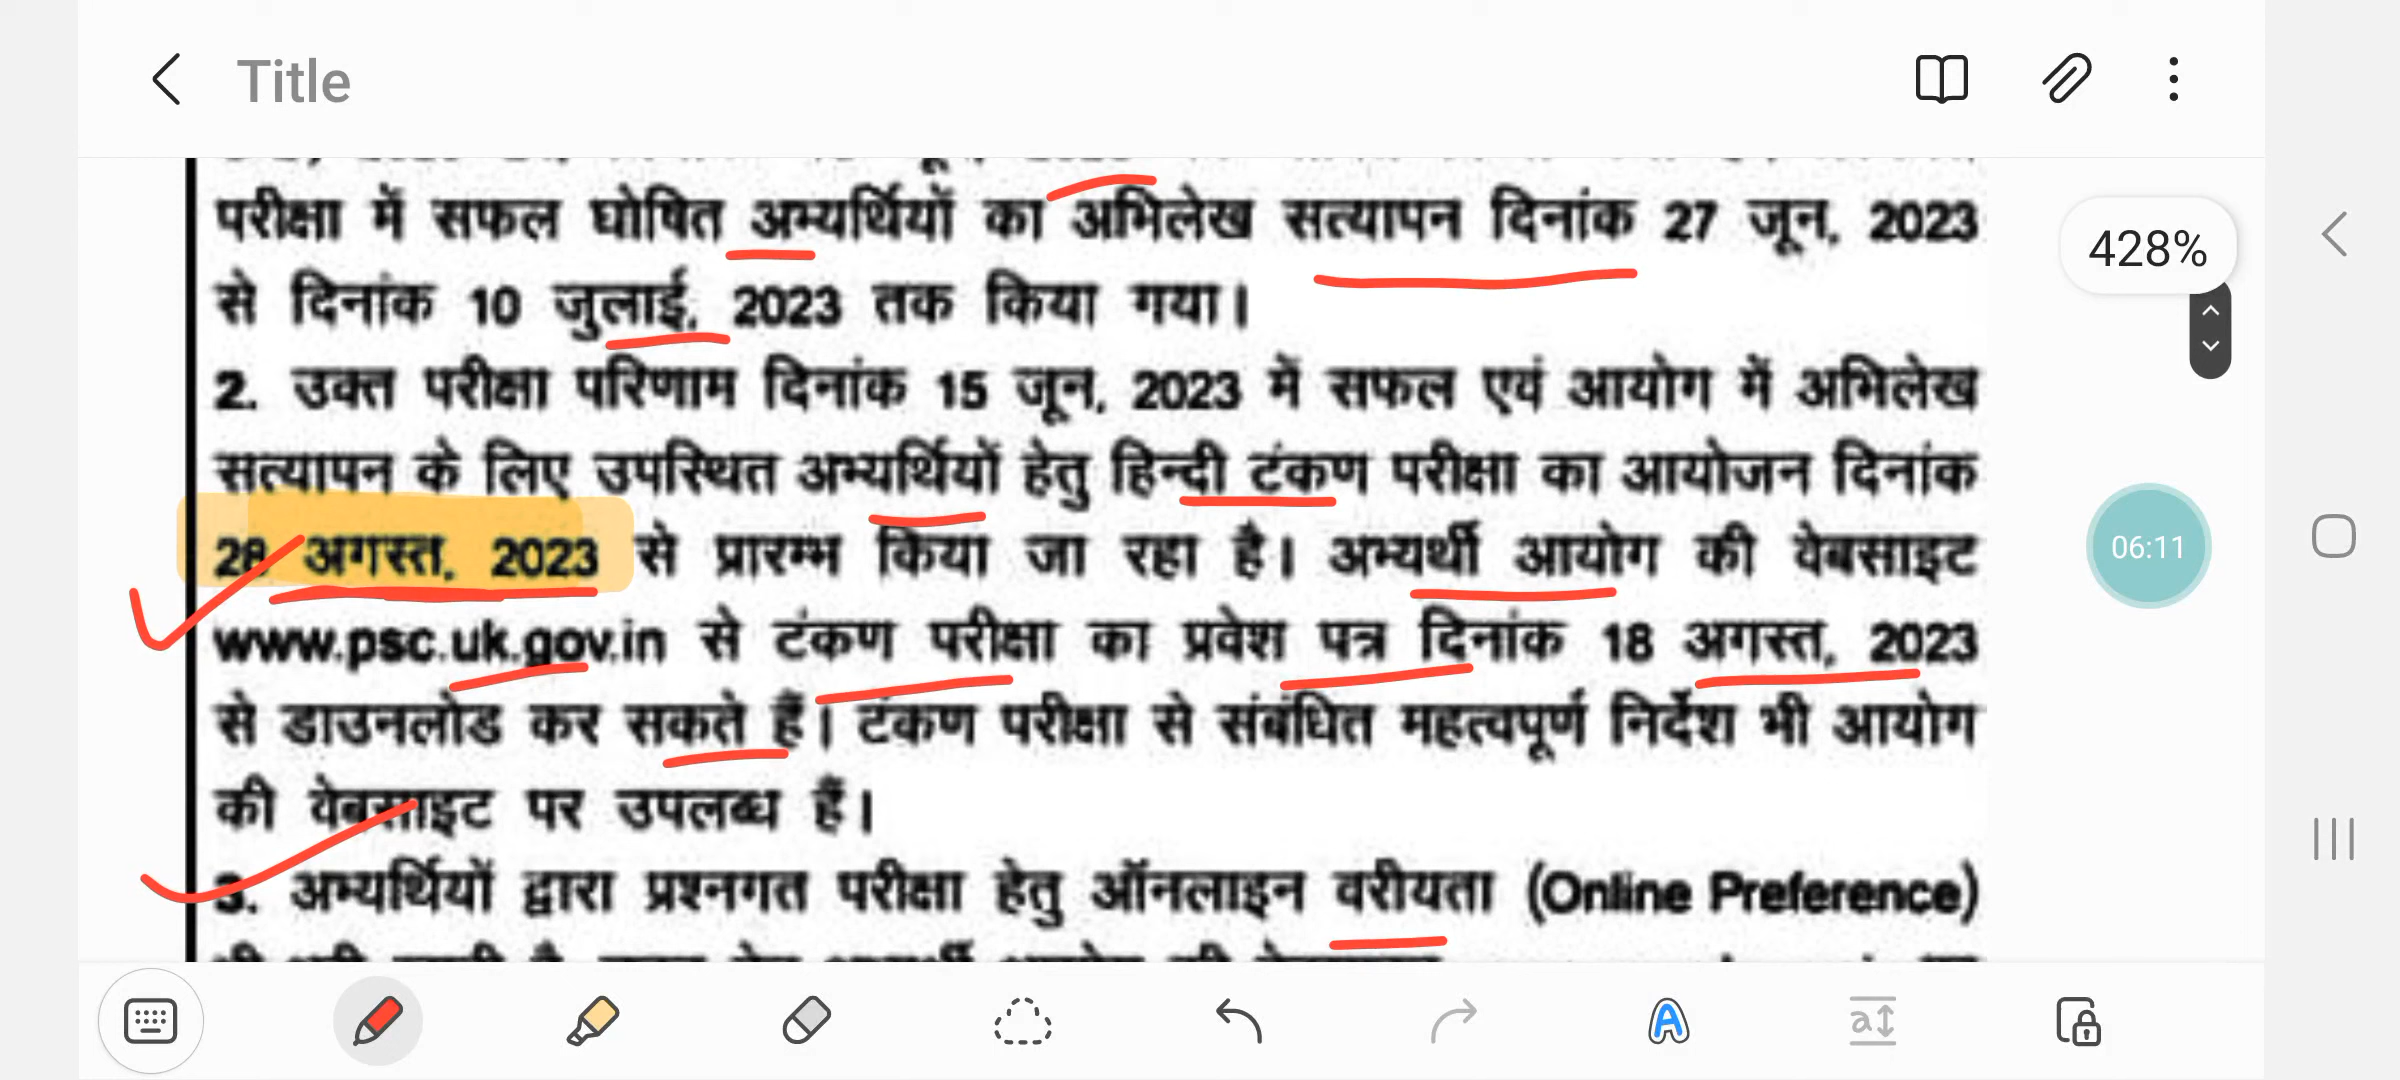 Title
परीक्षा में सफल घोषित अभ्यर्थियों का अभिलेख सत्यापन दिनांक 27 जून, 2023
428%
से दिनांक 10 जुलाई, 2023 तक किया गया।
2. उक्त परीक्षा परिणाम दिनांक 15 जून, 2023 में सफल एवं आयोग में अभिलेख
सत्यापन के लिए उपस्थित अभ्यर्थियों हेतु हिन्दी टंकण परीक्षा का आयोजन दिनांक
28 अगस्त, 2023 से प्रारम्भ किया जा रहा है। अभ्यर्थी आयोग की वेबसाइट
06:11
www.psc.uk.gov.in से टंकण परीक्षा का प्रवेश पत्र दिनांक 18 अगस्त, 2023
से डाउनलोड कर सकते हैं। टंकण परीक्षा से संबंधित महत्वपूर्ण निर्देश भी आयोग
की वेबसाइट पर उपलब्ध हैं।
3. अभ्यर्थियों द्वारा प्रश्नगत परीक्षा हेतु ऑनलाइन वरीयता (Online Preference)
A a